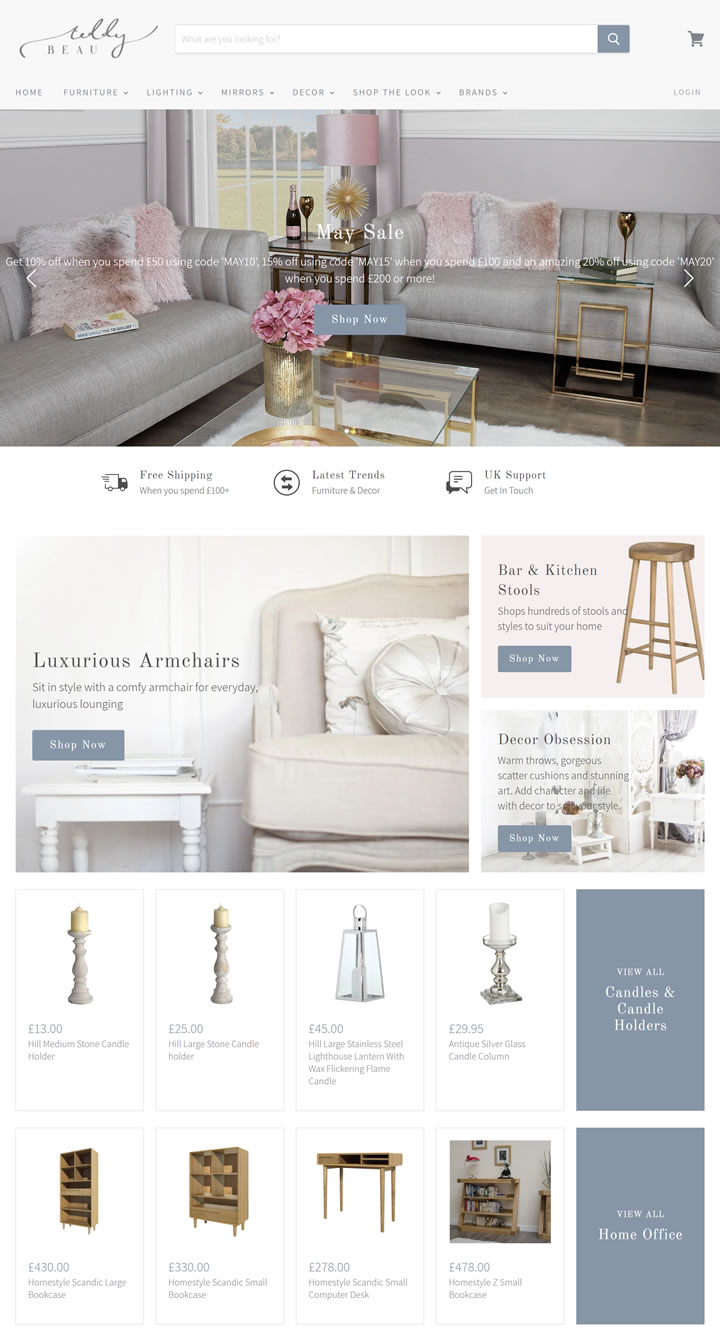 teddy
BEAU
What are you looking for?
HOME FURNITURE LIGHTING MIRRORS DECOR SHOP THE LOOK BRANDS LOGIN
May Sale
Get 10% off when you spend £50 using code 'MAY10', 15% off using code 'MAY15' when you spend £100 and an amazing 20% off using code 'MAY20'
when you spend £200 or more!
Shop Now
Free Shipping
When you spend £100+
Latest Trends
Furniture & Decor
UK Support
Get In Touch
Luxurious Armchairs
Sit in style with a comfy armchair for everyday,
luxurious lounging
Shop Now
Bar & Kitchen
Stools
Shops hundreds of stools and
styles to suit your home
Shop Now
Decor Obsession
Warm throws, gorgeous
scatter cushions and stunning
art. Add character and life
with decor to suit your style.
Shop Now
£13.00
Hill Medium Stone Candle
Holder
£25.00
Hill Large Stone Candle
holder
£45.00
Hill Large Stainless Steel
Lighthouse Lantern With
Wax Flickering Flame
Candle
£29.95
Antique Silver Glass
Candle Column
VIEW ALL
Candles &
Candle
Holders
£430.00
Homestyle Scandic Large
Bookcase
£330.00
Homestyle Scandic Small
Bookcase
£278.00
Homestyle Scandic Small
Computer Desk
£478.00
Homestyle Z Small
Bookcase
VIEW ALL
Home Office